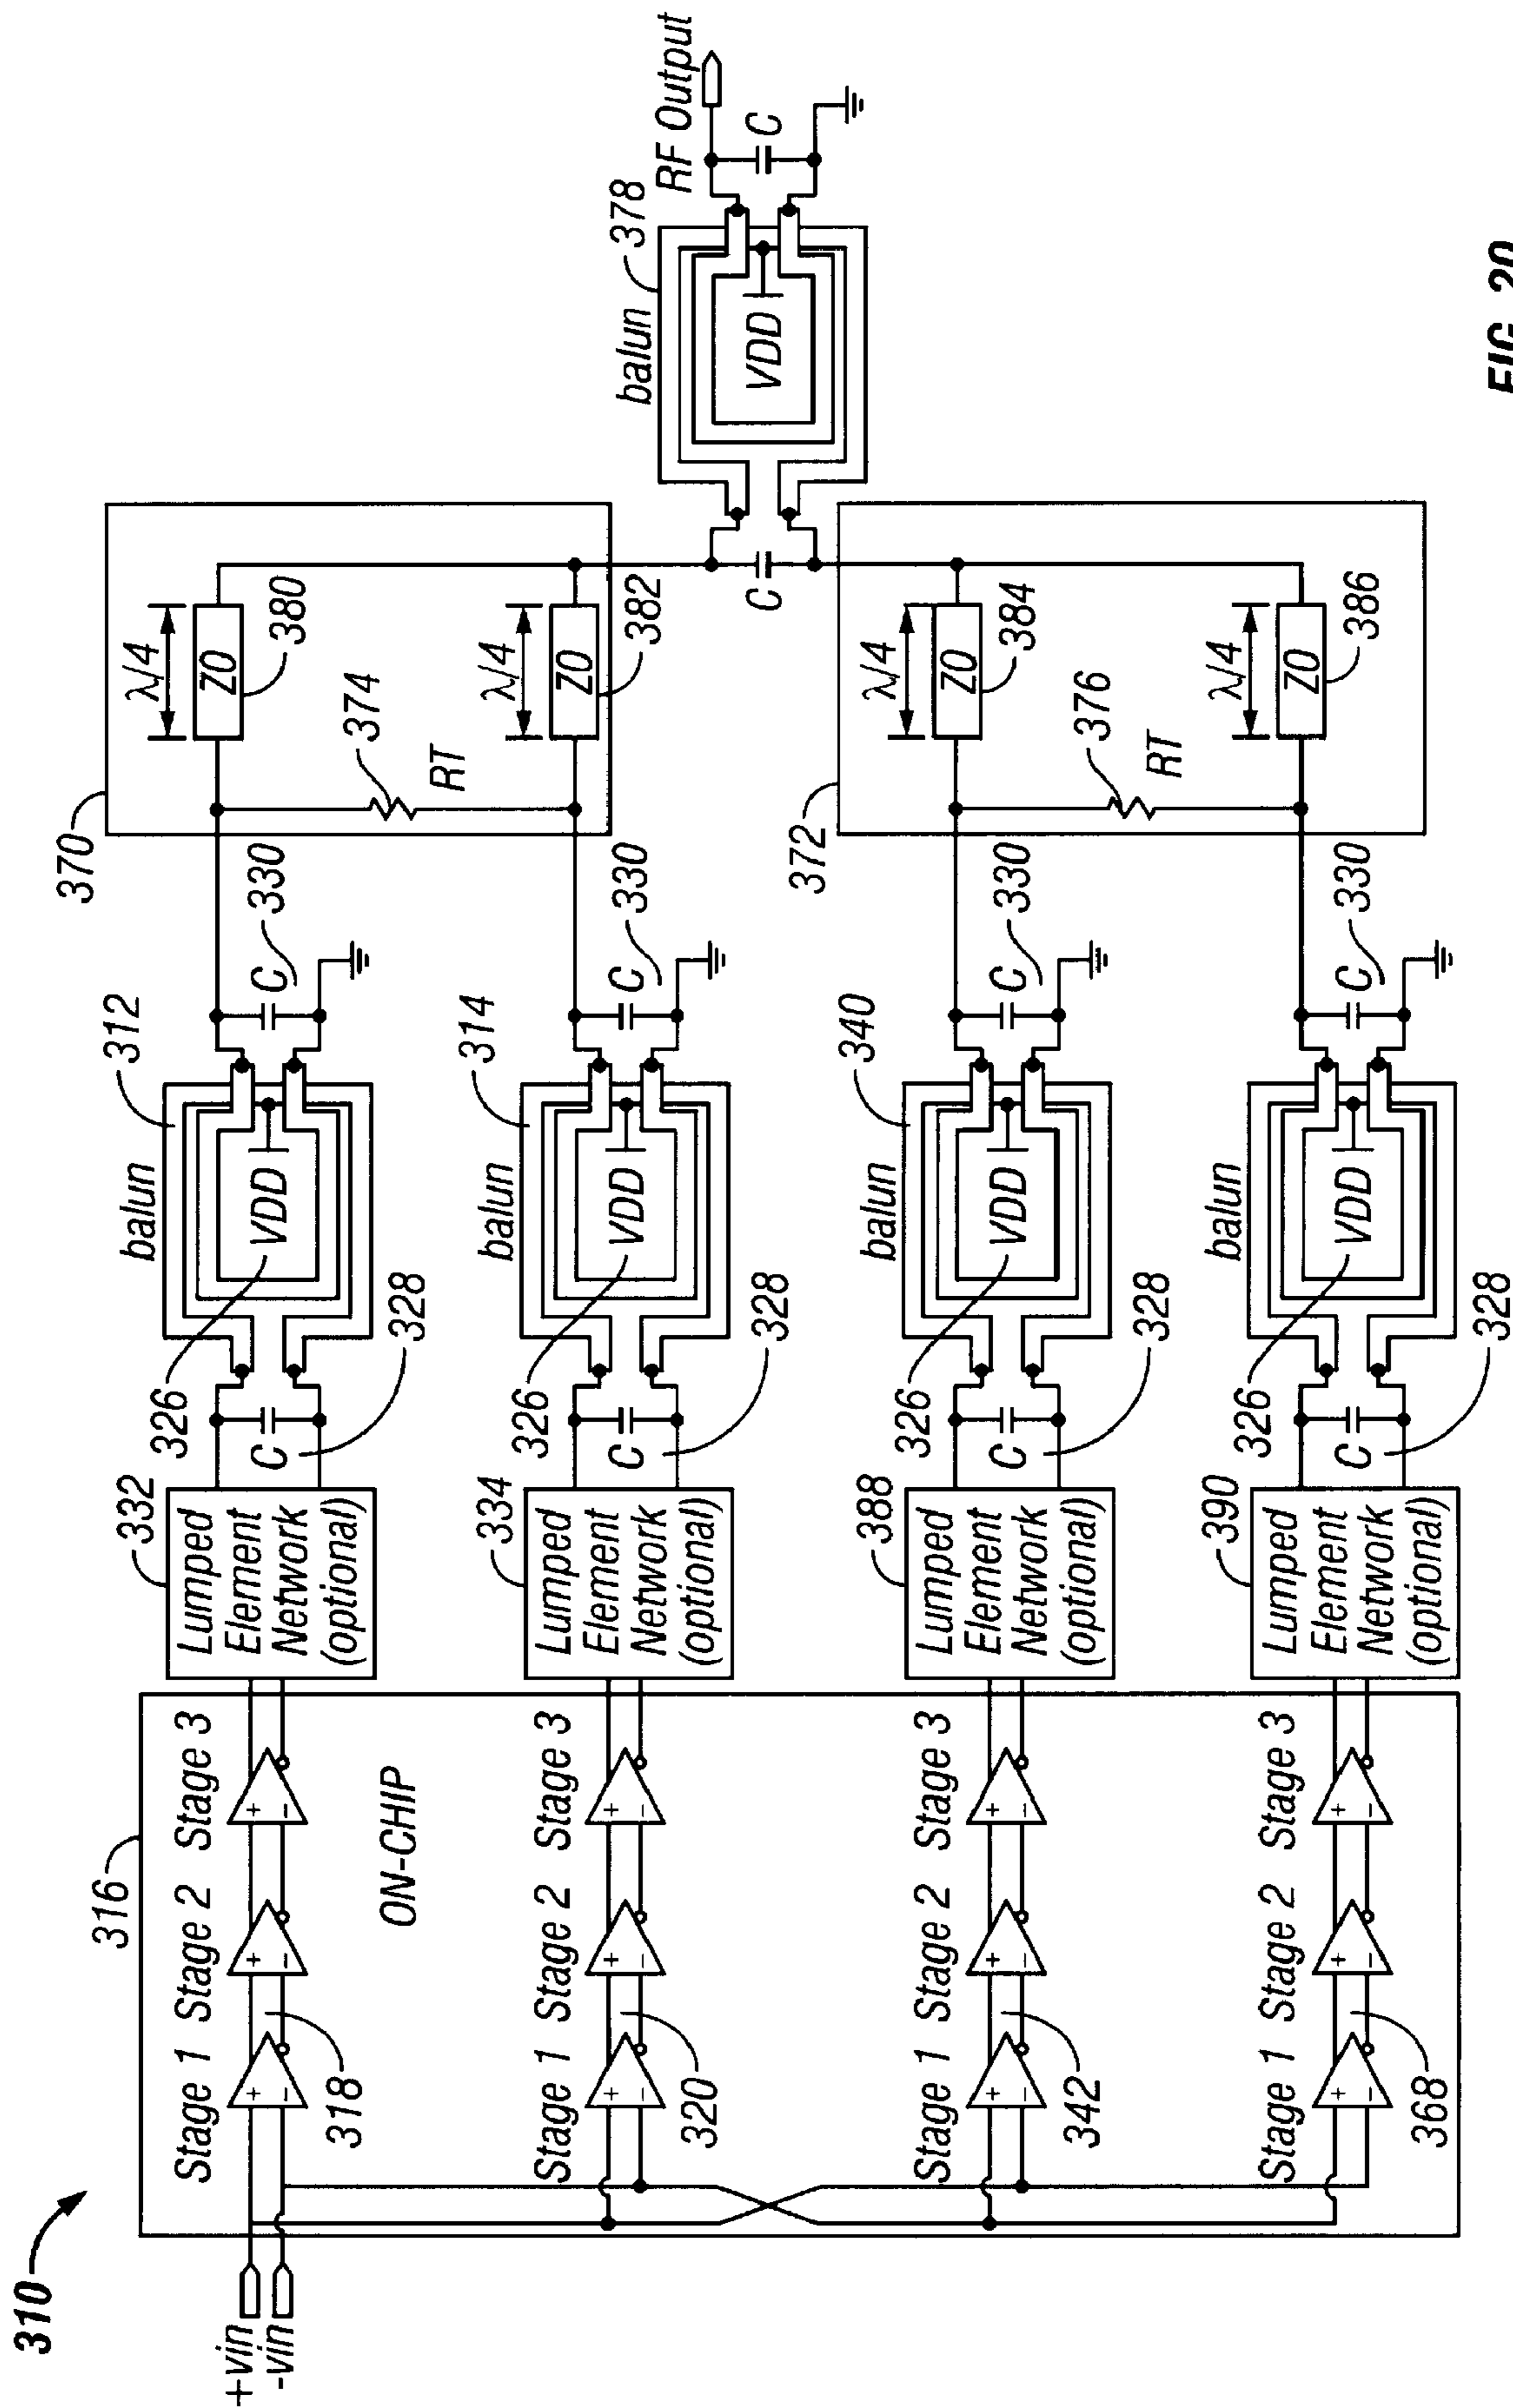 310
+vin
-vin
316
ON-CHIP
Stage 1 Stage 2 Stage 3
+ - + - + -
318
332
Lumped
Element
Network
(optional)
C
328
326
balun
312
VDD
C
330
Stage 1 Stage 2 Stage 3
+ - + - + -
320
334
Lumped
Element
Network
(optional)
C
328
326
balun
314
VDD
C
330
Stage 1 Stage 2 Stage 3
+ - + - + -
342
388
Lumped
Element
Network
(optional)
C
328
326
balun
340
VDD
C
330
Stage 1 Stage 2 Stage 3
+ - + - + -
368
390
Lumped
Element
Network
(optional)
C
328
326
balun
VDD
C
330
370
374
RT
λ/4
ZO
380
λ/4
ZO
382
372
376
RT
λ/4
ZO
384
λ/4
ZO
386
C
balun
378
VDD
C
RF Output
FIG. 20